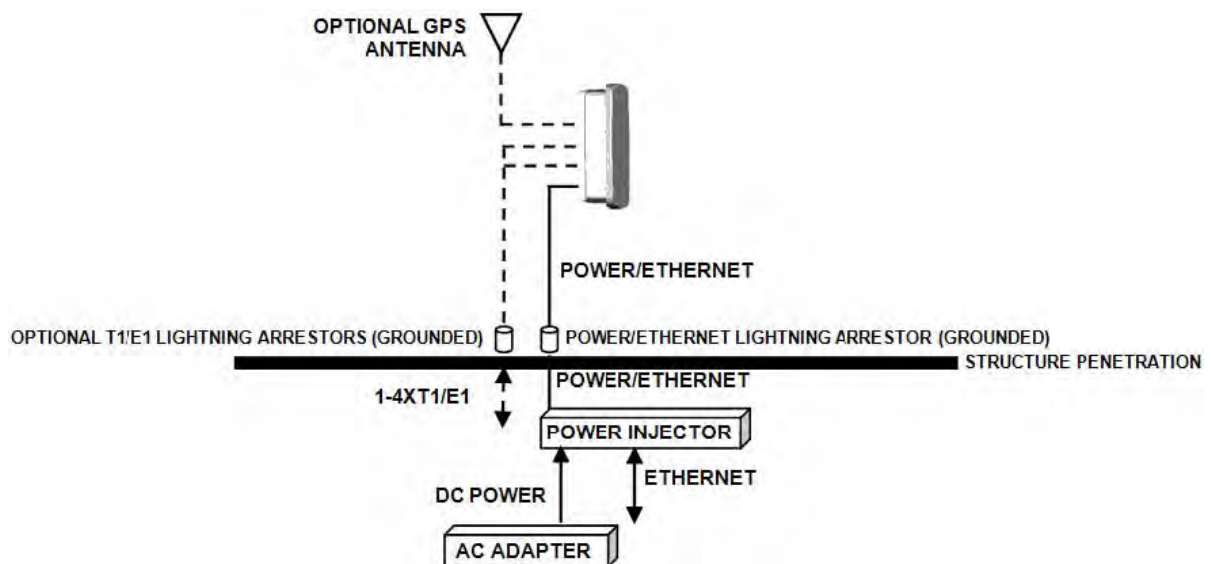 OPTIONAL GPS
ANTENNA
POWER/ETHERNET
OPTIONAL T1/E1 LIGHTNING ARRESTORS (GROUNDED)
POWER/ETHERNET LIGHTNING ARRESTOR (GROUNDED)
STRUCTURE PENETRATION
POWER/ETHERNET
1-4XT1/E1
POWER INJECTOR
ETHERNET
DC POWER
AC ADAPTER